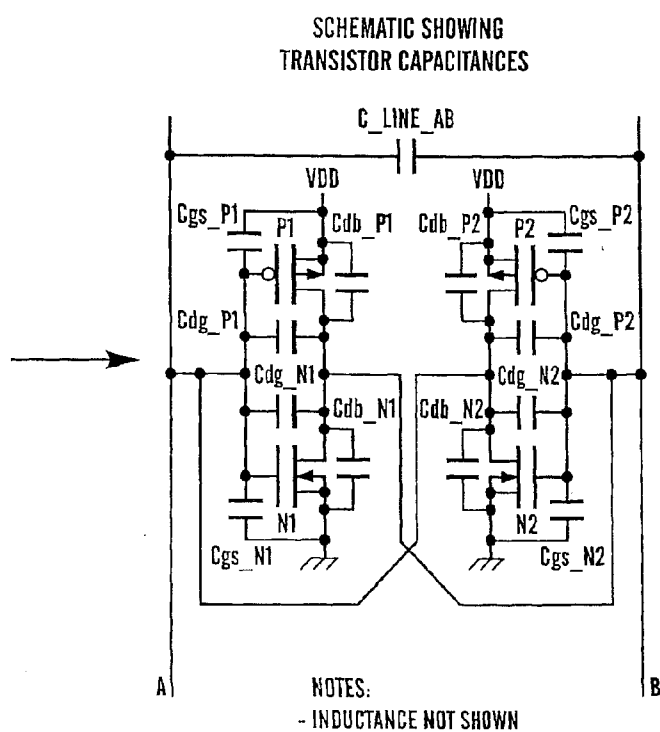 SCHEMATIC SHOWING
TRANSISTOR CAPACITANCES
C_LINE_AB
VDD VDD
Cgs_P1 P1 Cdb_P1 Cdb_P2 P2 Cgs_P2
Cdg_P1 Cdg_P2
Cdg_N1 Cdg_N2
Cdb_N1 Cdb_N2
N1 N2
Cgs_N1 Cgs_N2
A B
NOTES:
- INDUCTANCE NOT SHOWN